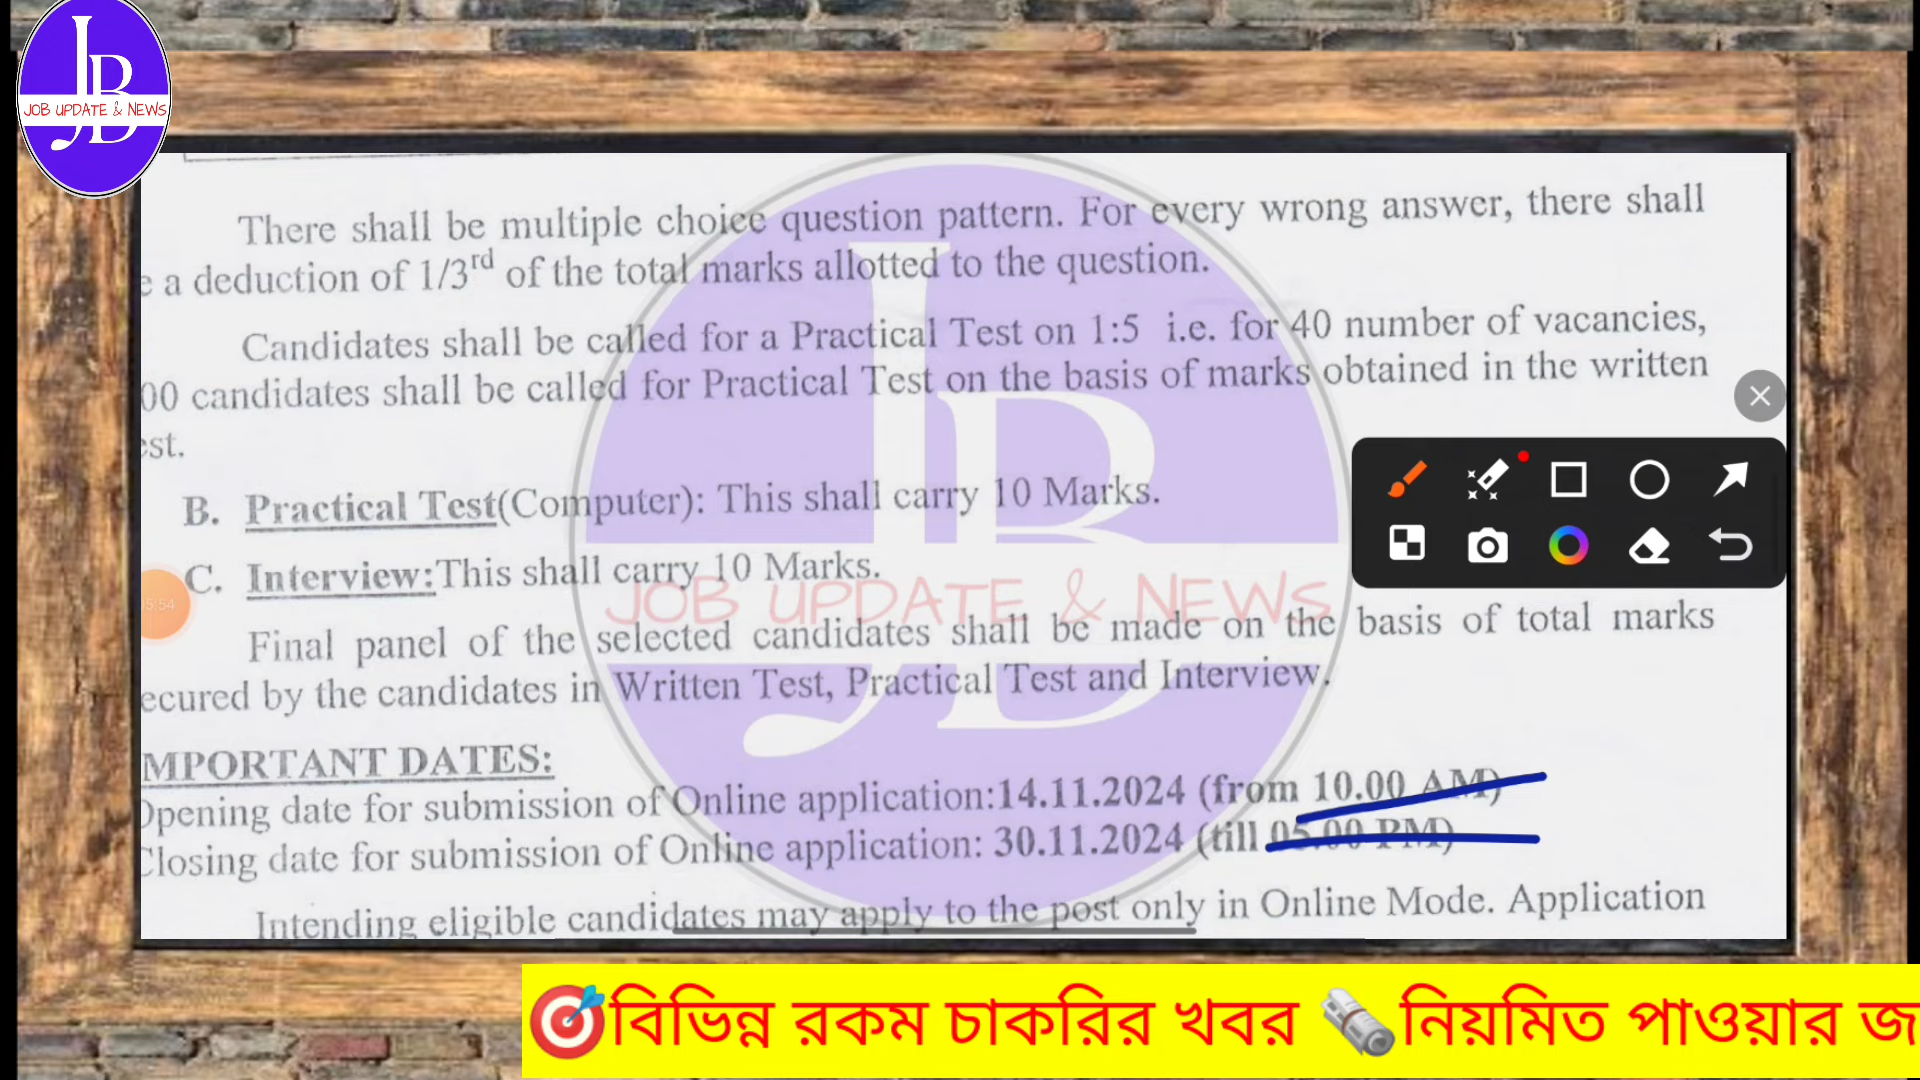 JB
JOB UPDATE & NEWS
There shall be multiple choice question pattern. For every wrong answer, there shall
e a deduction of 1/3rd of the total marks allotted to the question.
Candidates shall be called for a Practical Test on 1:5 i.e. for 40 number of vacancies,
00 candidates shall be called for Practical Test on the basis of marks obtained in the written
est.
B. Practical Test(Computer): This shall carry 10 Marks.
C. Interview:This shall carry 10 Marks.
5:54
JOB UPDATE & NEWS
Final panel of the selected candidates shall be made on the basis of total marks
ecured by the candidates in Written Test, Practical Test and Interview.
MPORTANT DATES:
Opening date for submission of Online application:14.11.2024 (from 10.00 AM)
Closing date for submission of Online application: 30.11.2024 (till 05.00 PM)
Intending eligible candidates may apply to the post only in Online Mode. Application
🎯বিভিন্ন রকম চাকরির খবর 🗞️নিয়মিত পাওয়ার জ